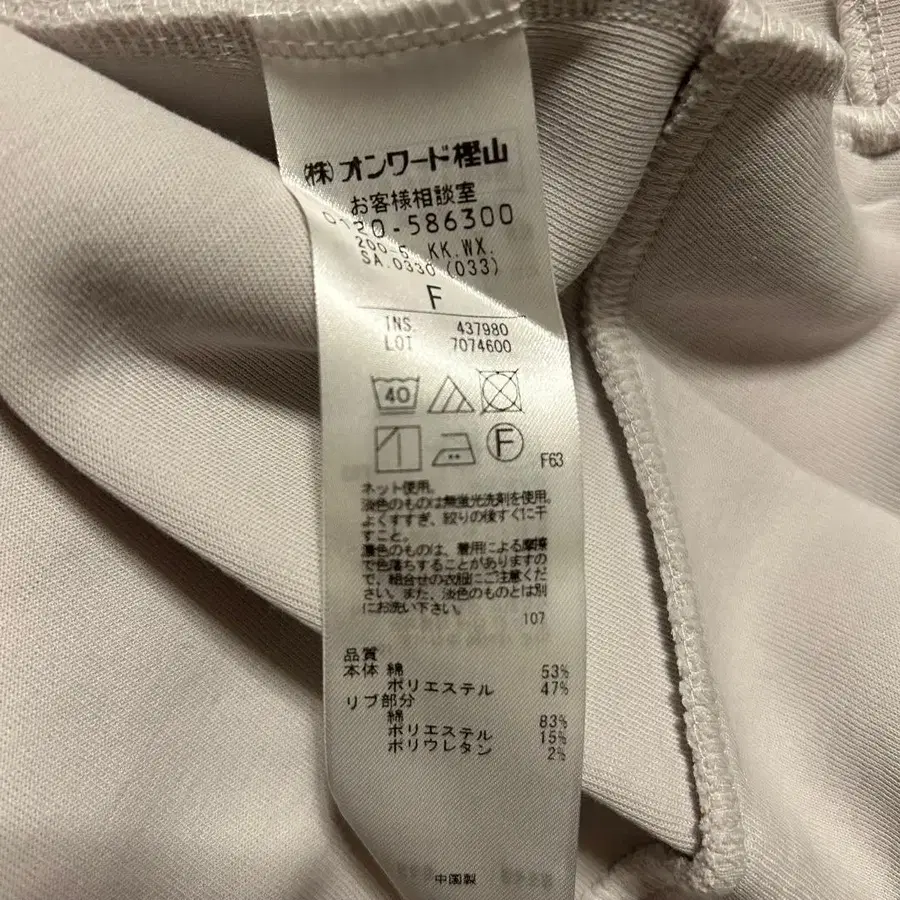 (株)オンワード樫山
お客様相談室
0120-586300
200-6 KK.WX.
SA.0330 (033)
F
INS. 437980
LOT 7074600
40
F
F63
ネット使用。
淡色のものは無蛍光洗剤を使用。
よくすすぎ、絞りの後すぐに干
すこと。
濃色のものは、着用による摩擦
で色落ちすることがありますの
で、組合せの衣服にご注意くだ
さい。また、淡色のものとは別
にお洗い下さい。
107
品質
本体 綿 53%
ポリエステル 47%
リブ部分
綿 83%
ポリエステル 15%
ポリウレタン 2%
中国製